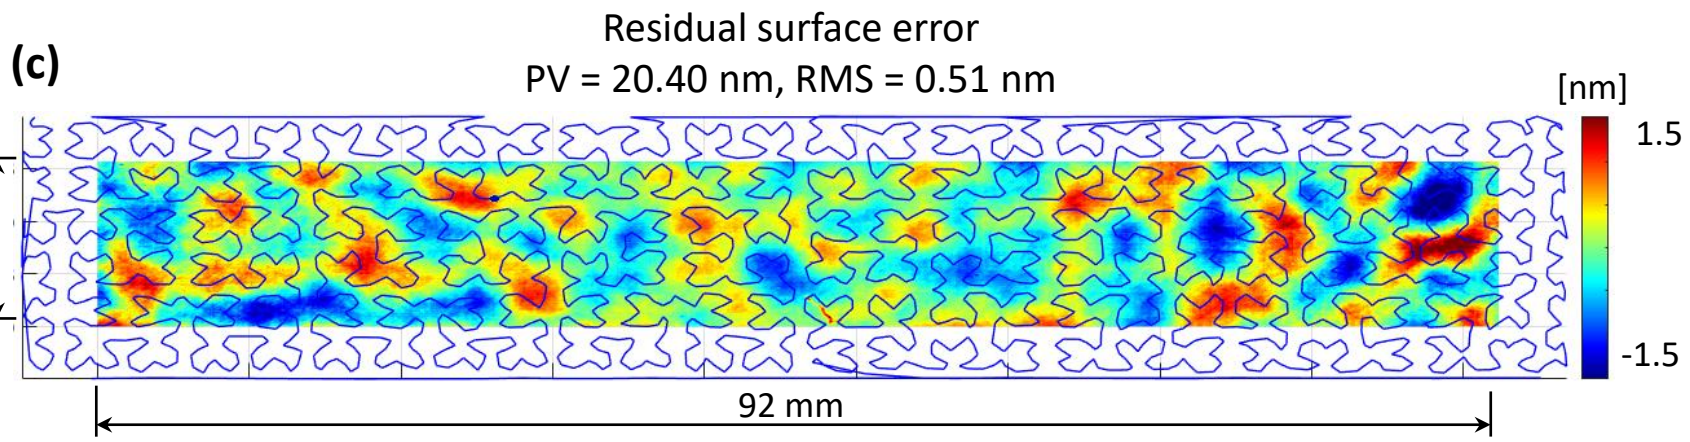 Residual surface error
(c)
PV = 20.40 nm, RMS = 0.51 nm
[nm]
1.5
-1.5
92 mm